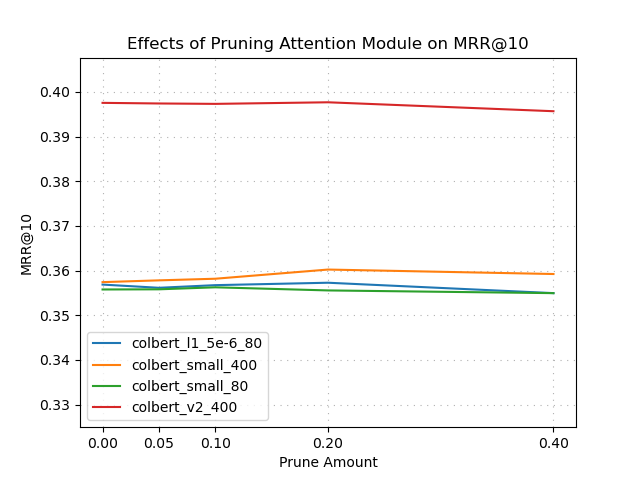 Effects of Pruning Attention Module on MRR@10
MRR@10
0.40
0.39
0.38
0.37
0.36
0.35
0.34
0.33
colbert_l1_5e-6_80
colbert_small_400
colbert_small_80
colbert_v2_400
0.00 0.05 0.10 0.20 0.40
Prune Amount